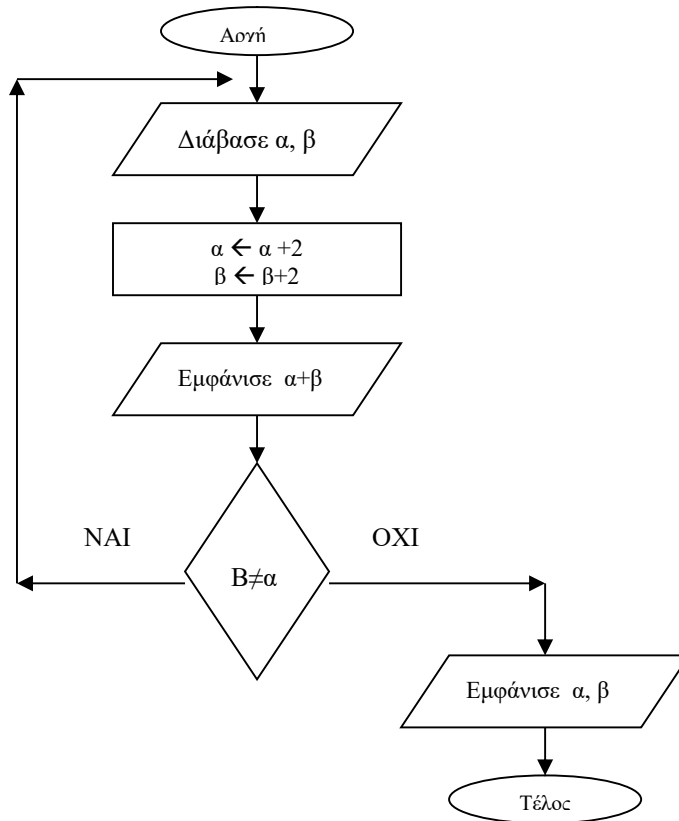 Αρχή
Διάβασε α, β
α ← α +2
β ← β+2
Εμφάνισε α+β
ΝΑΙ
ΟΧΙ
Β≠α
Εμφάνισε α, β
Τέλος